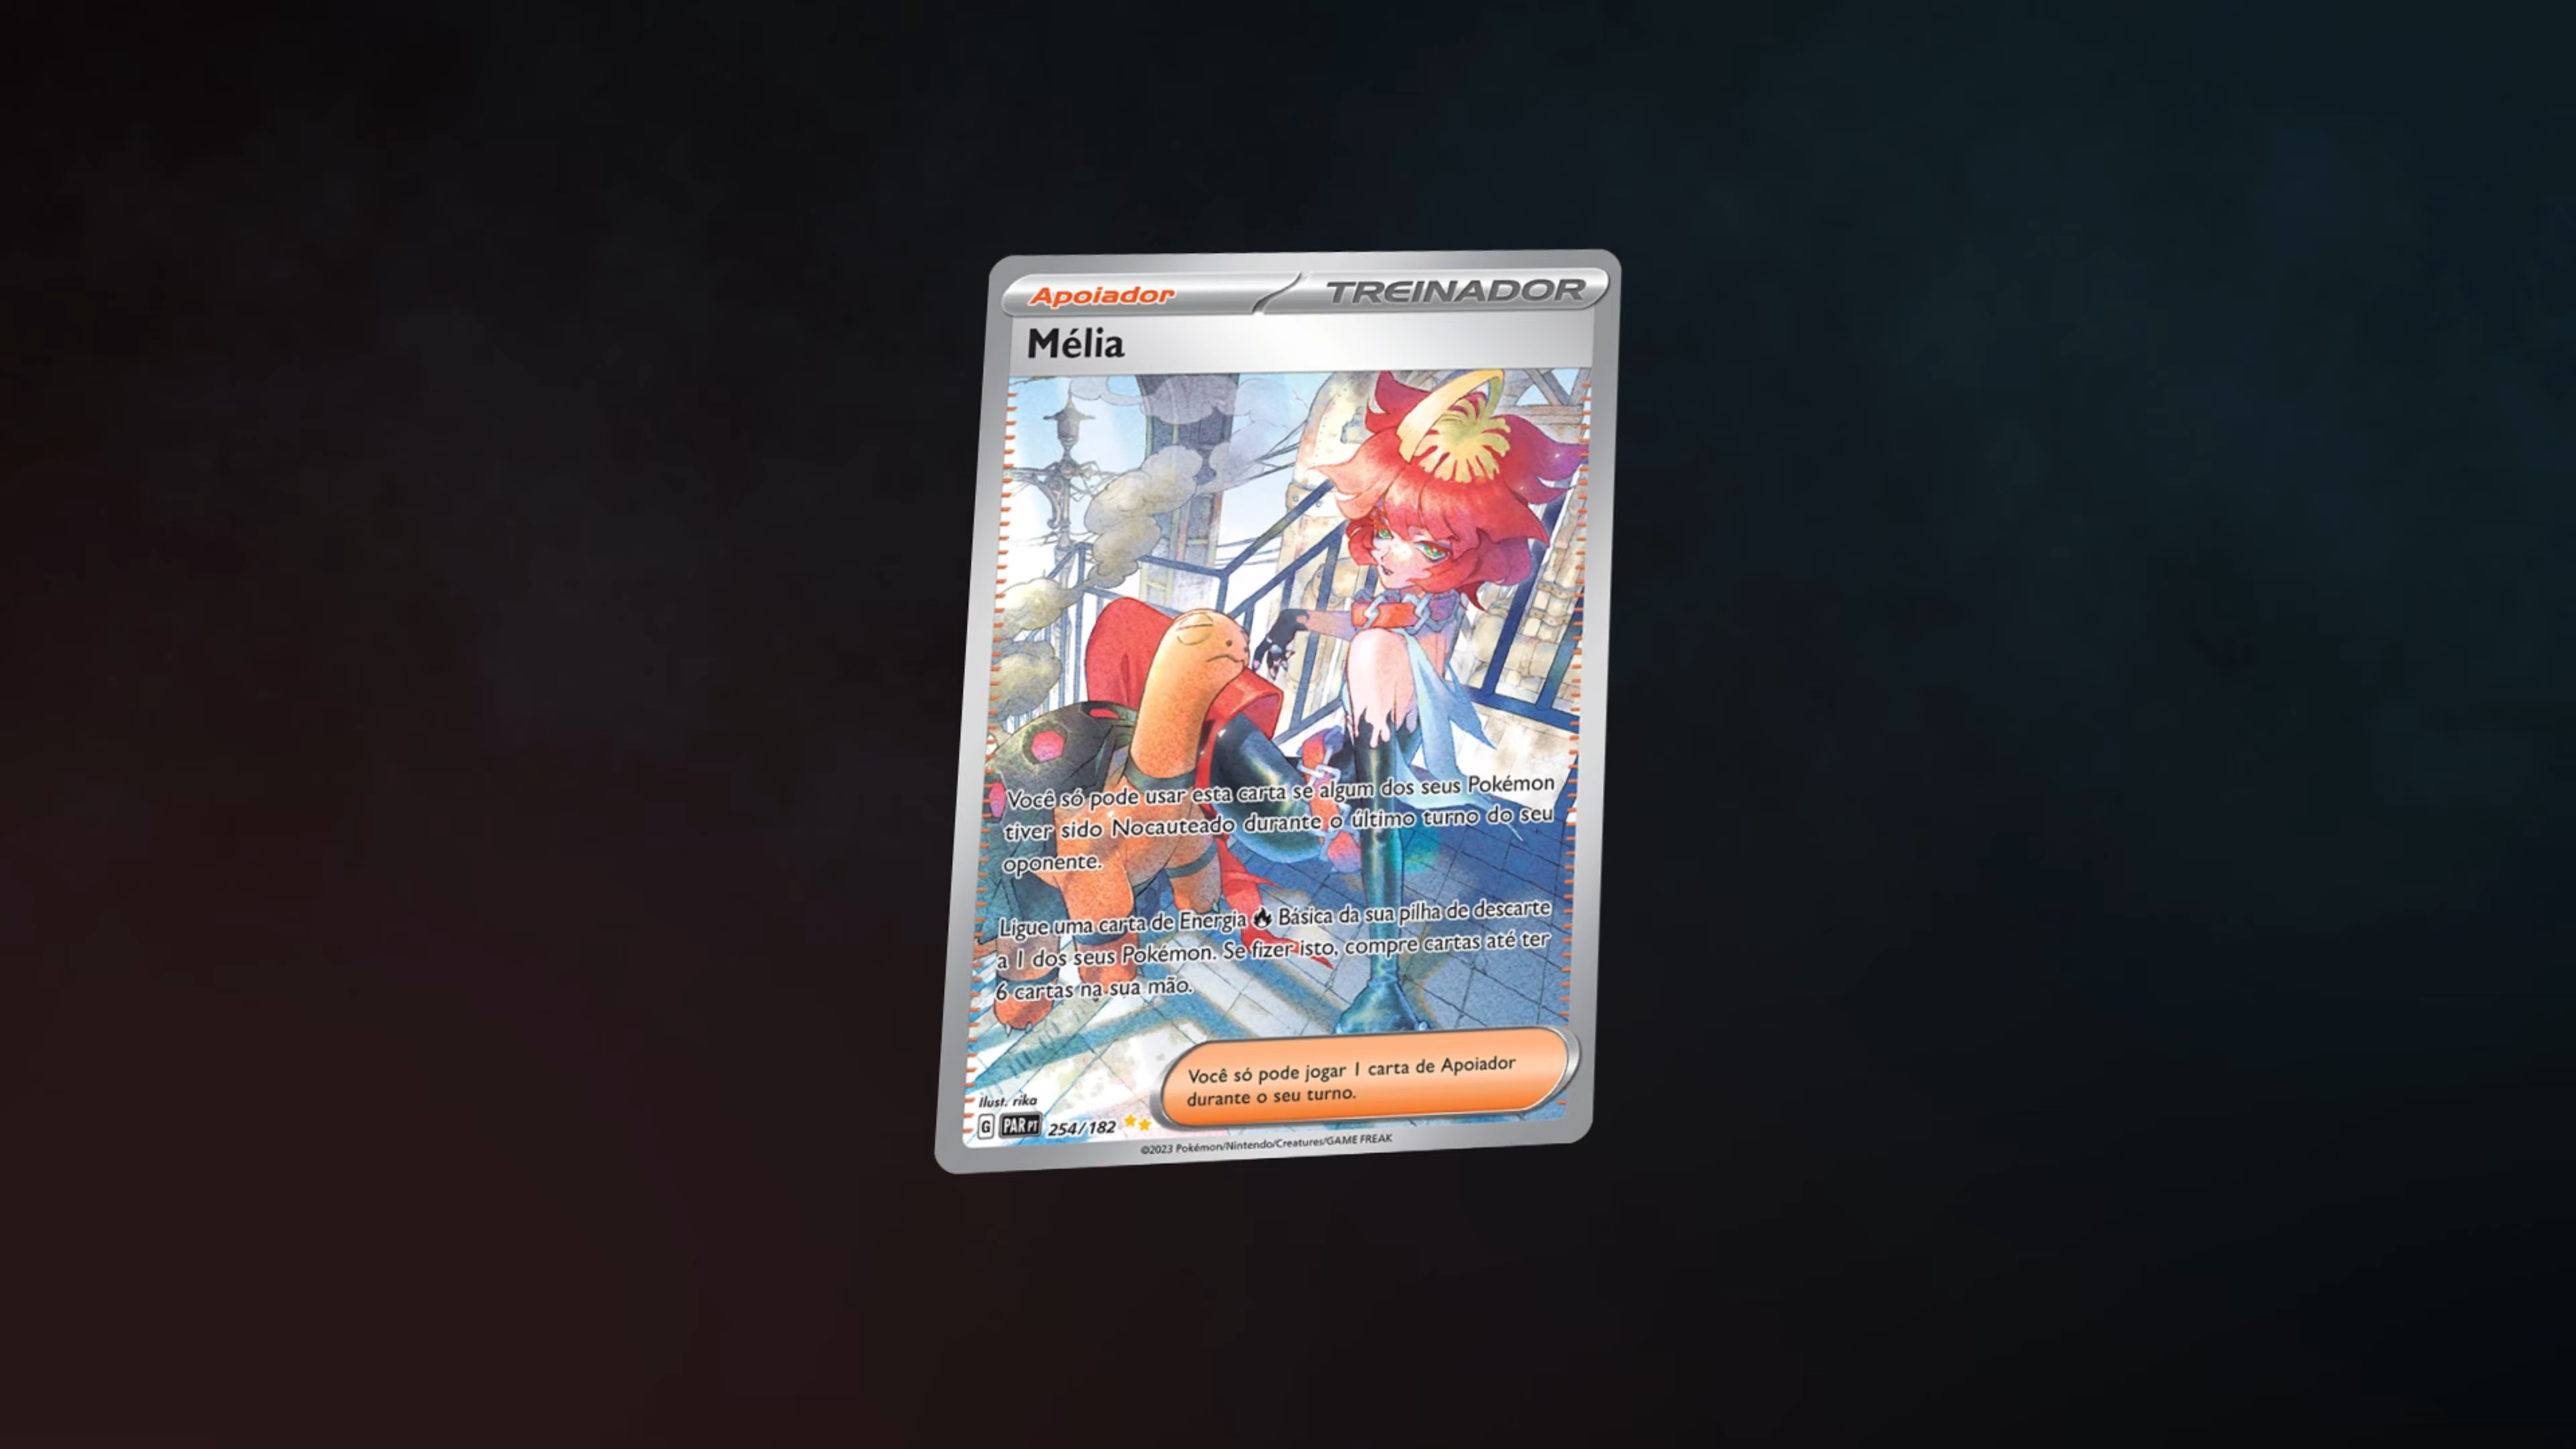 Apoiador
TREINADOR
Mélia
Você só pode usar esta carta se algum dos seus Pokémon
tiver sido Nocauteado durante o último turno do seu
oponente.
Ligue uma carta de Energia Básica da sua pilha de descarte
a 1 dos seus Pokémon. Se fizer isto, compre cartas até ter
6 cartas na sua mão.
Você só pode jogar 1 carta de Apoiador
durante o seu turno.
Ilust. rika
G PAR PT 254/182
©2023 Pokémon/Nintendo/Creatures/GAME FREAK